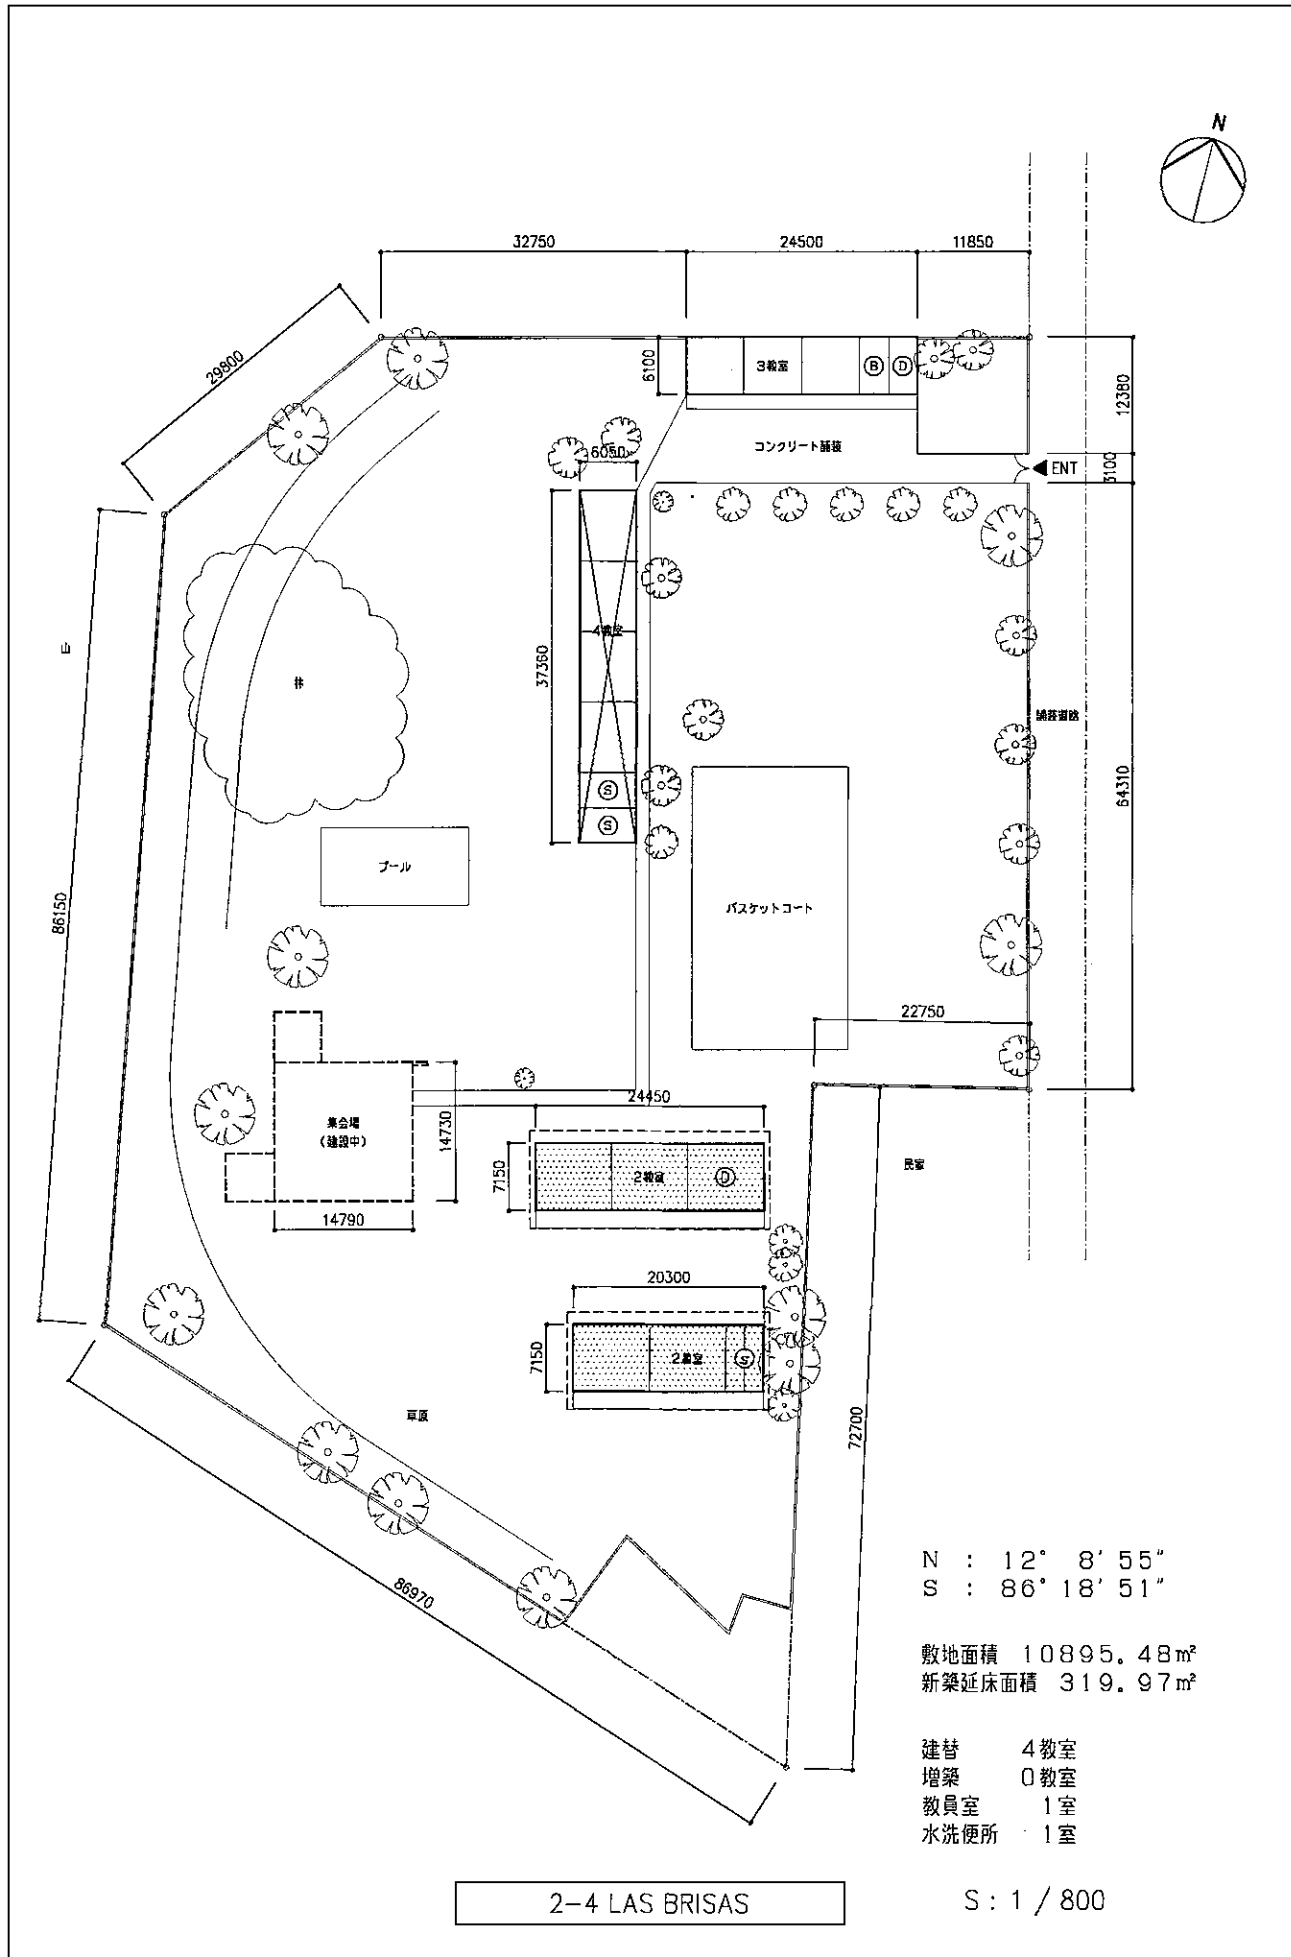 N
32750
24500
11850
29800
6100
3教室
B
D
12380
コンクリート舗装
6050
ENT
3100
山
林
37360
4教室
S
S
舗装道路
64310
プール
バスケットコート
86150
22750
24450
集会場
(建設中)
14730
7150
2教室
D
民家
14790
20300
7150
2教室
S
草原
72700
86970
N : 12° 8' 55"
S : 86° 18' 51"
敷地面積 10895.48㎡
新築延床面積 319.97㎡
建替 4教室
増築 0教室
教員室 1室
水洗便所 1室
2-4 LAS BRISAS
S : 1 / 800